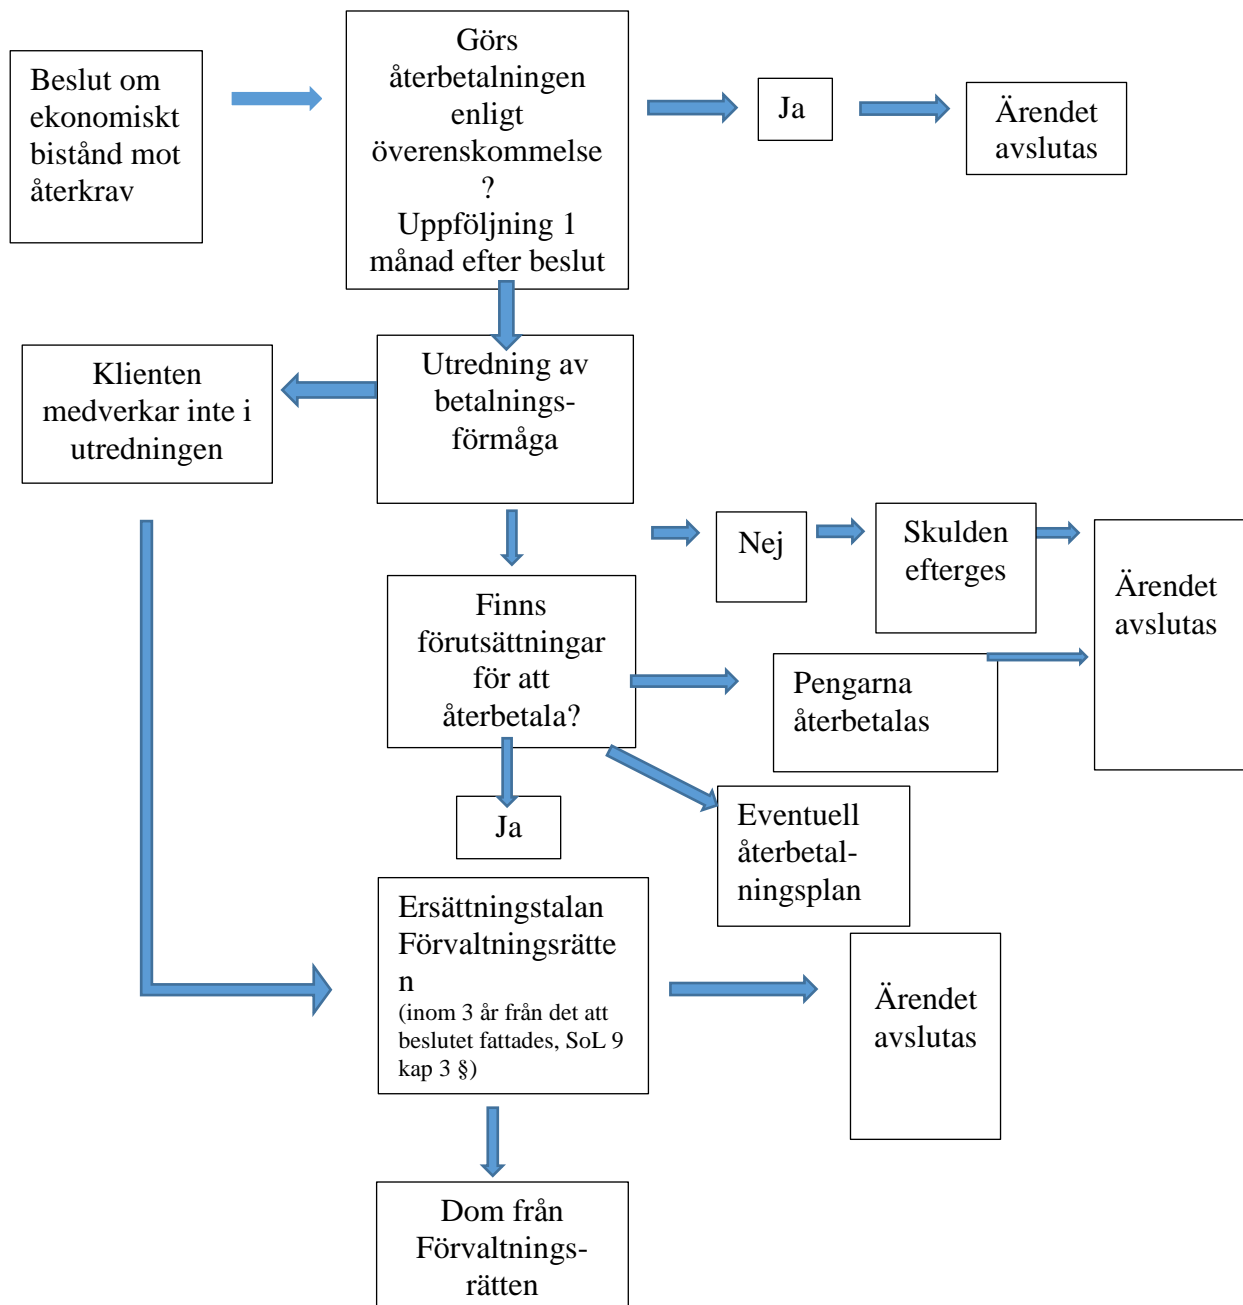 Beslut om
ekonomiskt
bistånd mot
återkrav
Görs
återbetalningen
enligt
överenskommelse
?
Uppföljning 1
månad efter beslut
Ja
Ärendet
avslutas
Klienten
medverkar inte i
utredningen
Utredning av
betalnings-
förmåga
Nej
Skulden
efterges
Ärendet
avslutas
Finns
förutsättningar
för att
återbetala?
Pengarna
återbetalas
Ja
Eventuell
återbetal-
ningsplan
Ersättningstalan
Förvaltningsrätte
n
(inom 3 år från det att
beslutet fattades, SoL 9
kap 3 §)
Ärendet
avslutas
Dom från
Förvaltnings-
rätten